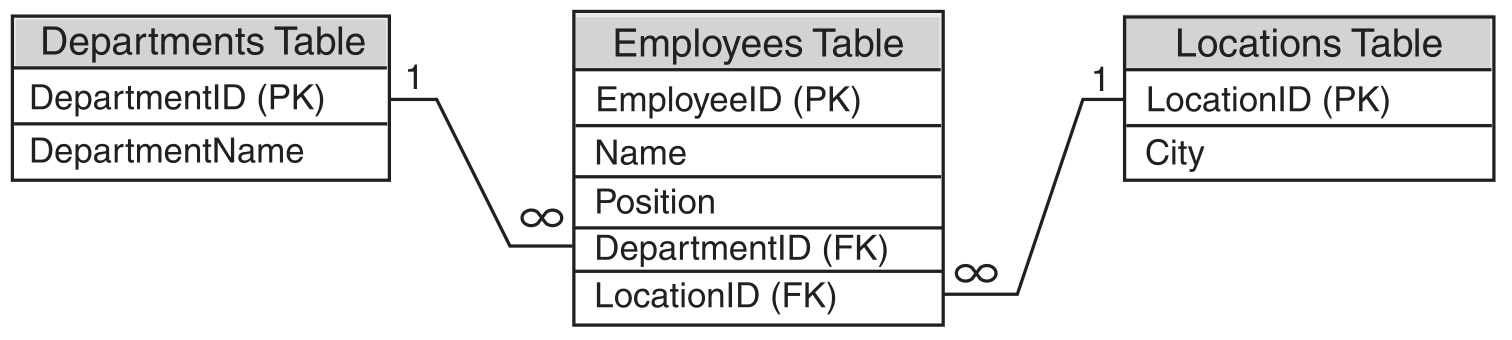 Departments Table
DepartmentID (PK)
DepartmentName
1
∞
Employees Table
EmployeeID (PK)
Name
Position
DepartmentID (FK)
LocationID (FK)
∞
1
Locations Table
LocationID (PK)
City